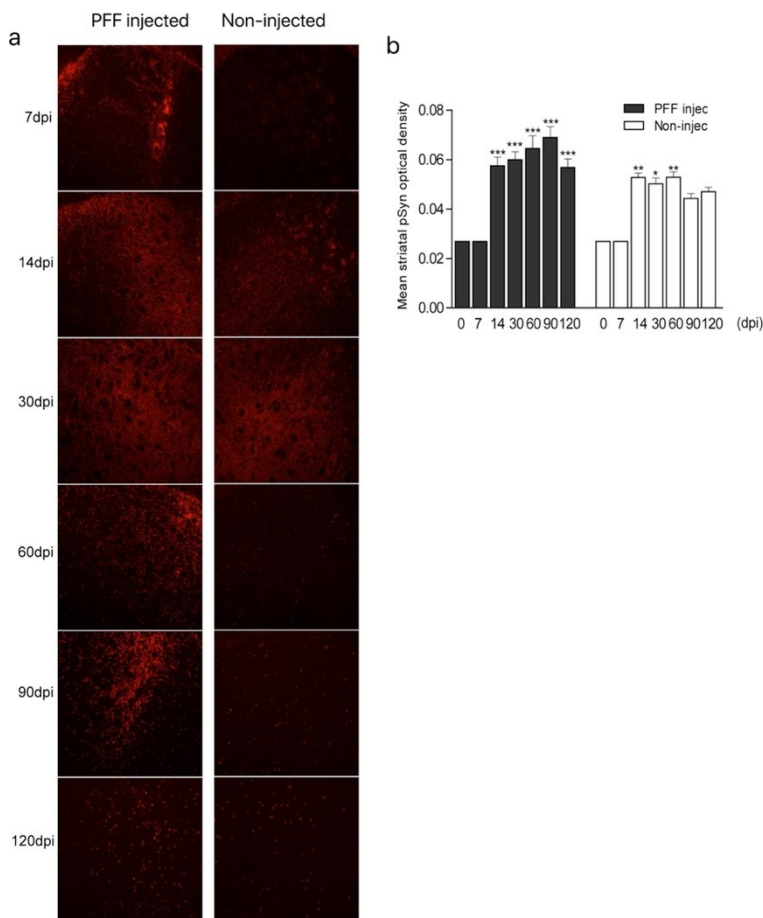 PFF injected Non-injected
a
7dpi
14dpi
30dpi
60dpi
90dpi
120dpi
b
Mean striatal pSyn optical density
0.08
0.06
0.04
0.02
0.00
PFF injec
Non-injec
*** *** *** *** ***
** * **
0 7 14 30 60 90 120 0 7 14 30 60 90 120 (dpi)